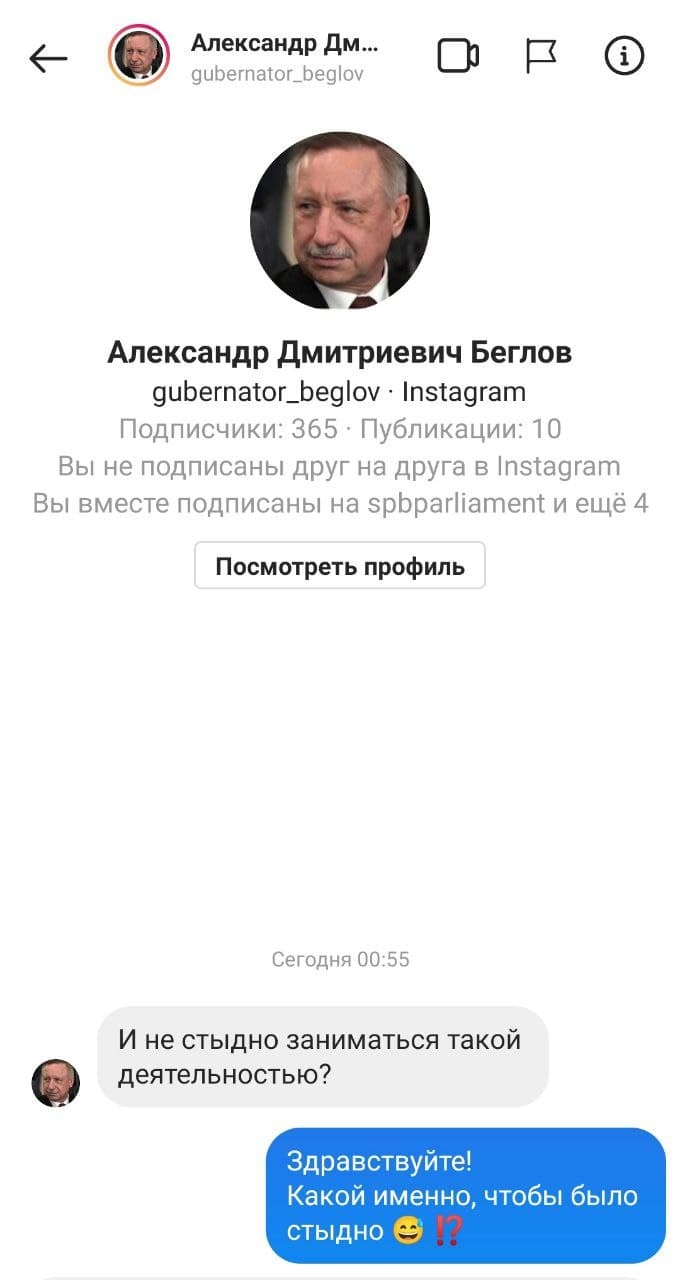 Александр Дм...
gubernator_beglov
Александр Дмитриевич Беглов
gubernator_beglov · Instagram
Подписчики: 365 · Публикации: 10
Вы не подписаны друг на друга в Instagram
Вы вместе подписаны на spbparliament и ещё 4
Посмотреть профиль
Сегодня 00:55
И не стыдно заниматься такой
деятельностью?
Здравствуйте!
Какой именно, чтобы было
стыдно 😅 ⁉️